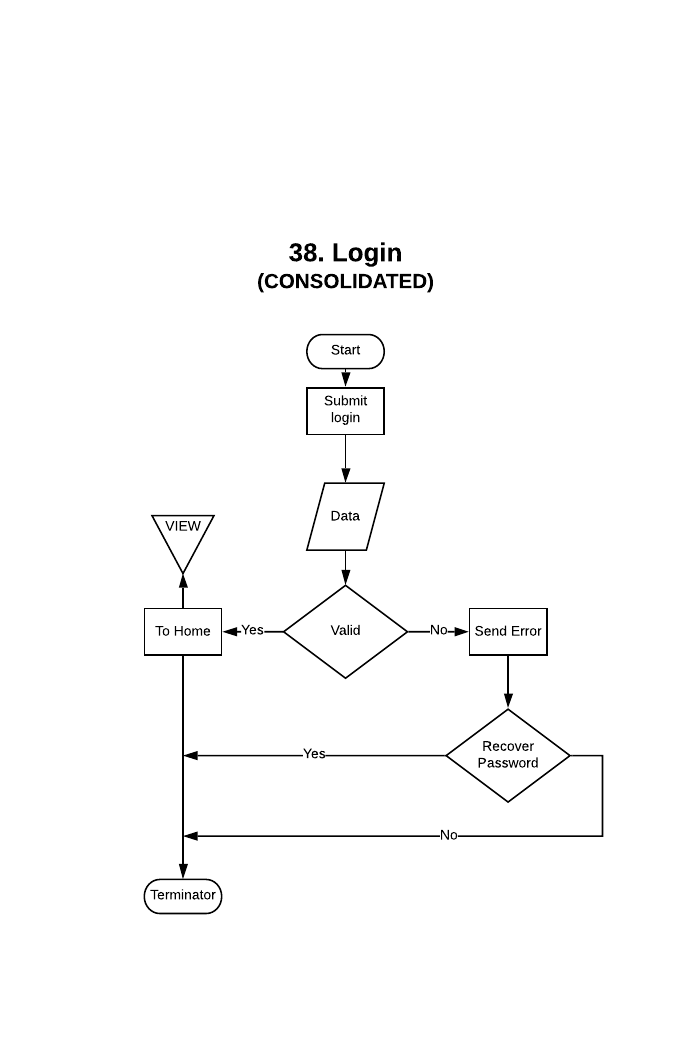 38. Login
(CONSOLIDATED)
Start
Submit
login
Data
VIEW
To Home
Yes
Valid
No
Send Error
Recover
Password
Yes
No
Terminator